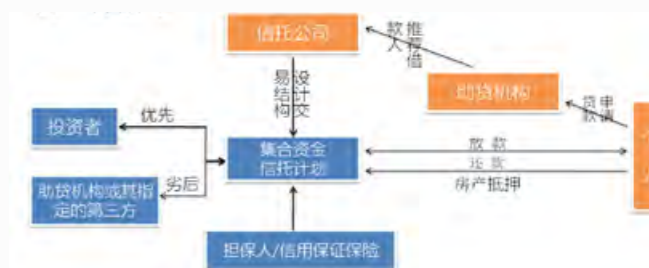 信托公司
推荐借
款人
设计交
易结构
助贷机构
申请
贷款
投资者
优先
集合资金
信托计划
放 款
还 款
房产抵押
劣后
助贷机构或其指
定的第三方
担保人/信用保证保险